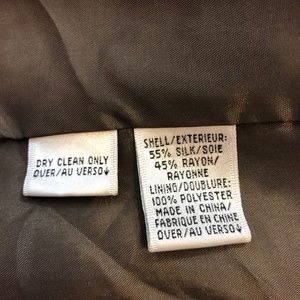 DRY CLEAN ONLY
OVER/AU VERSO↓
SHELL/EXTERIEUR:
55% SILK/SOIE
45% RAYON/
RAYONNE
LINING/DOUBLURE:
100% POLYESTER
MADE IN CHINA/
FABRIQUE EN CHINE
OVER/AU VERSO↓